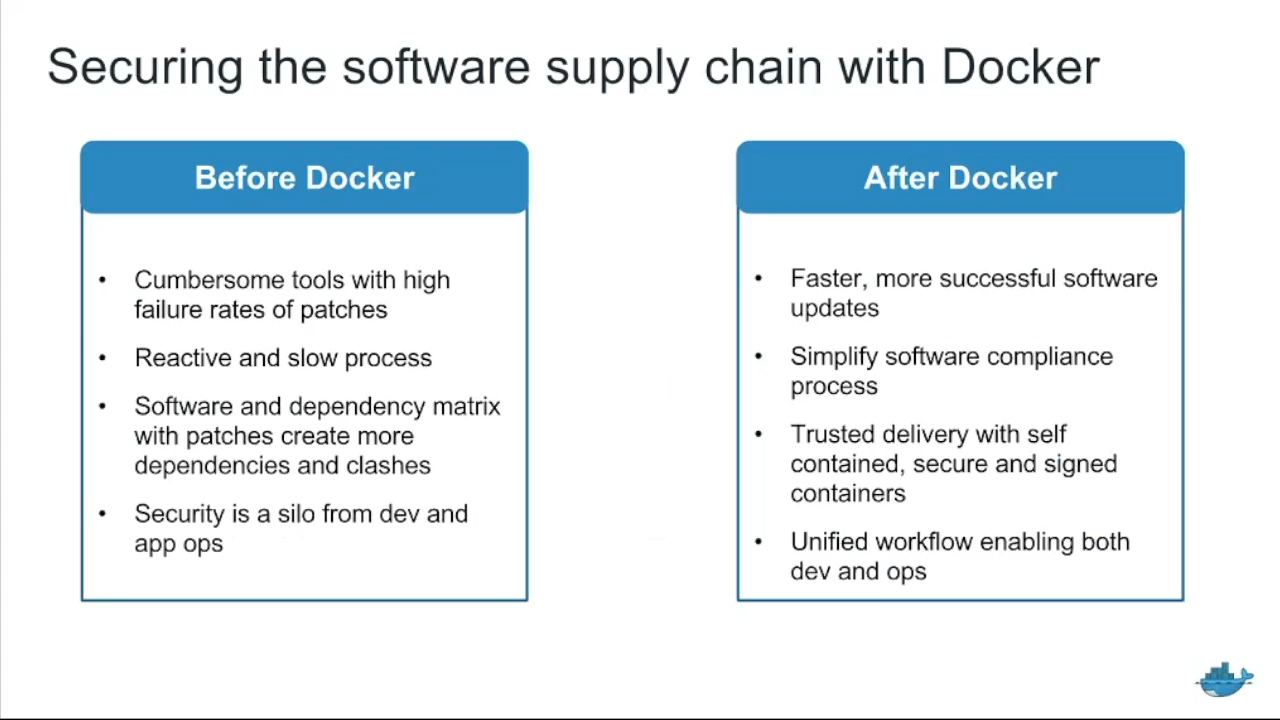 Securing the software supply chain with Docker
Before Docker
• Cumbersome tools with high
failure rates of patches
• Reactive and slow process
• Software and dependency matrix
with patches create more
dependencies and clashes
• Security is a silo from dev and
app ops
After Docker
• Faster, more successful software
updates
• Simplify software compliance
process
• Trusted delivery with self
contained, secure and signed
containers
• Unified workflow enabling both
dev and ops